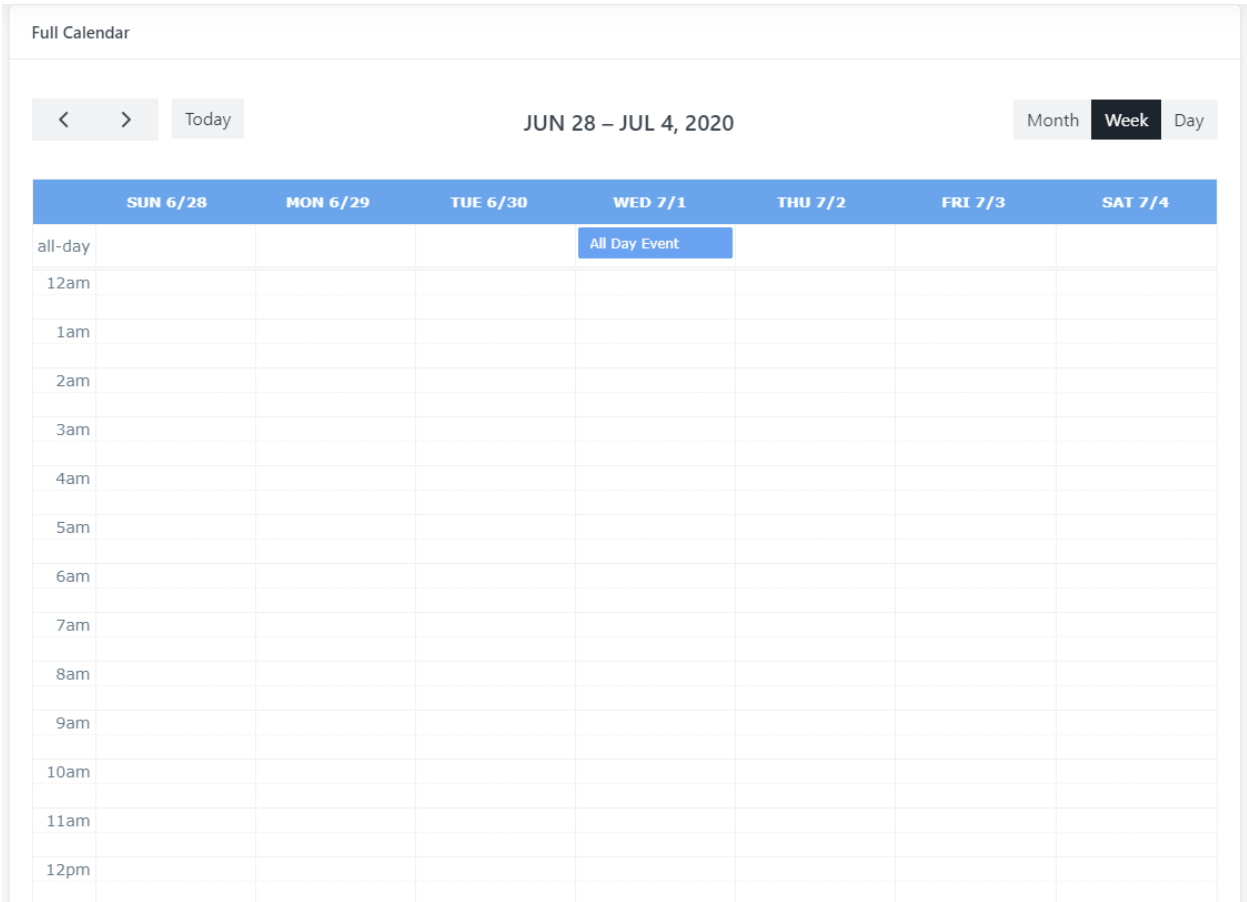 Full Calendar
Today
JUN 28 – JUL 4, 2020
Month Week Day
SUN 6/28 MON 6/29 TUE 6/30 WED 7/1 THU 7/2 FRI 7/3 SAT 7/4
all-day All Day Event
12am
1am
2am
3am
4am
5am
6am
7am
8am
9am
10am
11am
12pm